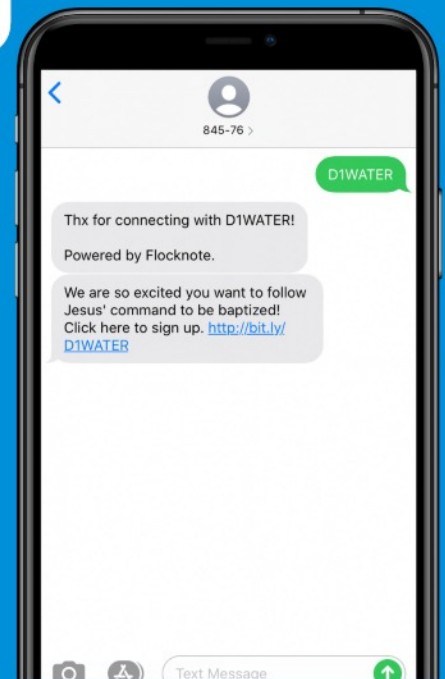 845-76 >
D1WATER
Thx for connecting with D1WATER!
Powered by Flocknote.
We are so excited you want to follow
Jesus' command to be baptized!
Click here to sign up. http://bit.ly/
D1WATER
Text Message